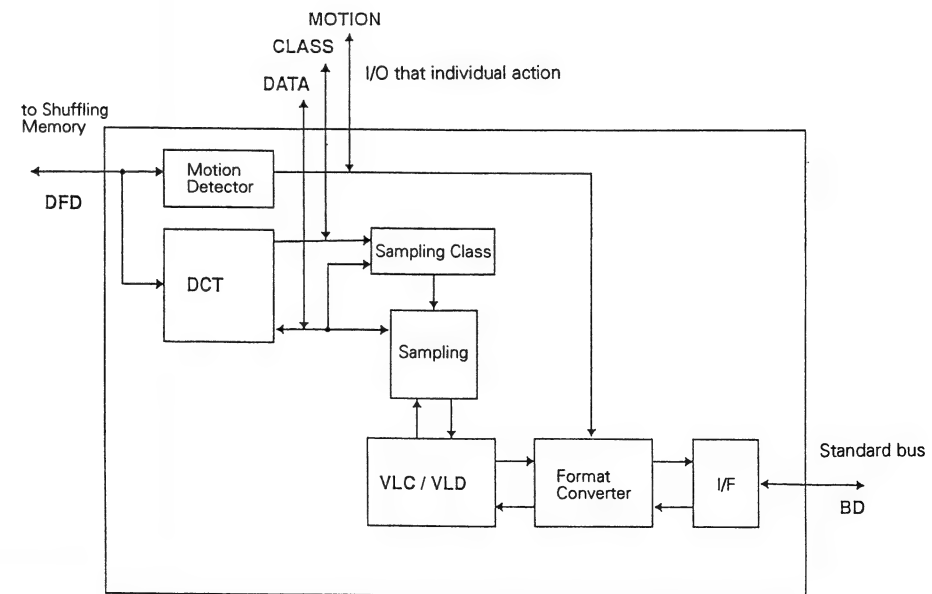 MOTION
CLASS
DATA
I/O that individual action
to Shuffling
Memory
DFD
Motion
Detector
DCT
Sampling Class
Sampling
VLC / VLD
Format
Converter
I/F
Standard bus
BD